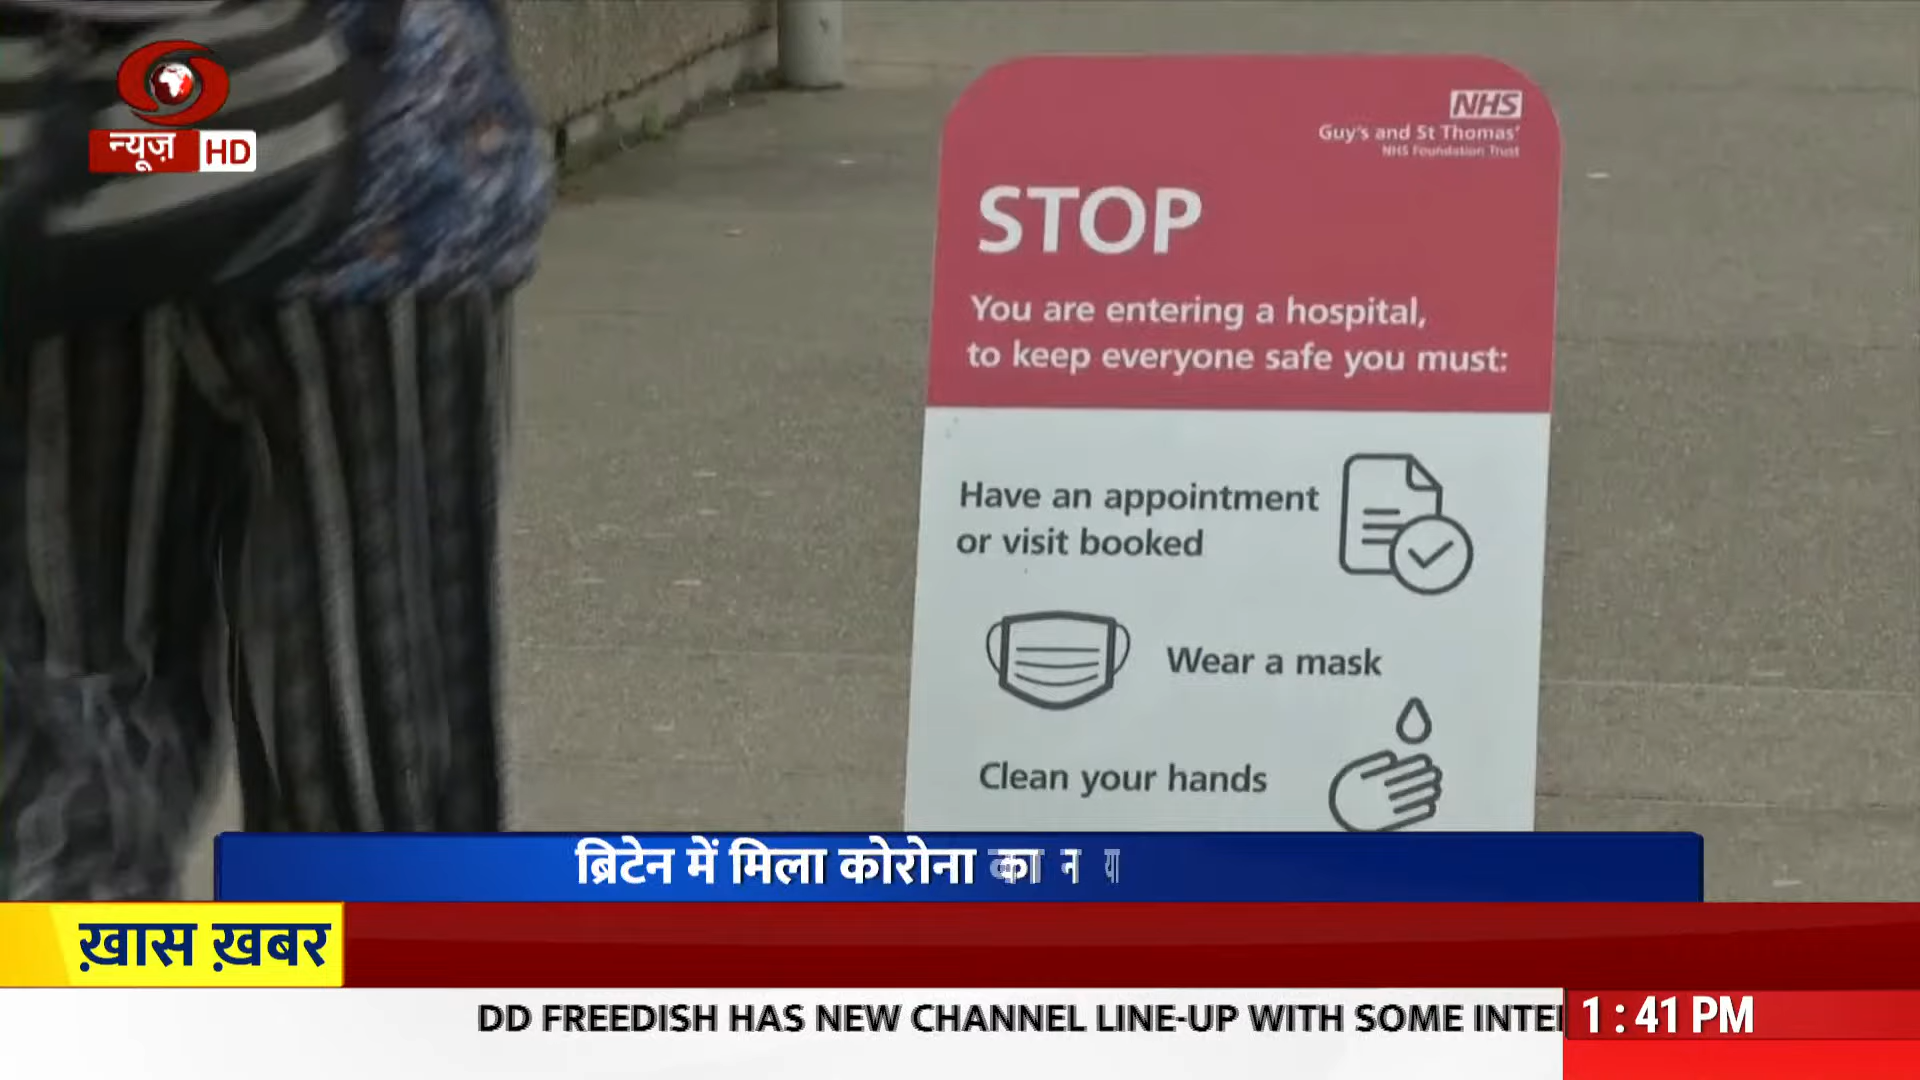 न्यूज़ HD
NHS
Guy's and St Thomas'
NHS Foundation Trust
STOP
You are entering a hospital,
to keep everyone safe you must:
Have an appointment
or visit booked
Wear a mask
Clean your hands
ब्रिटेन में मिला कोरोना का न या
ख़ास ख़बर
DD FREEDISH HAS NEW CHANNEL LINE-UP WITH SOME
1:41 PM